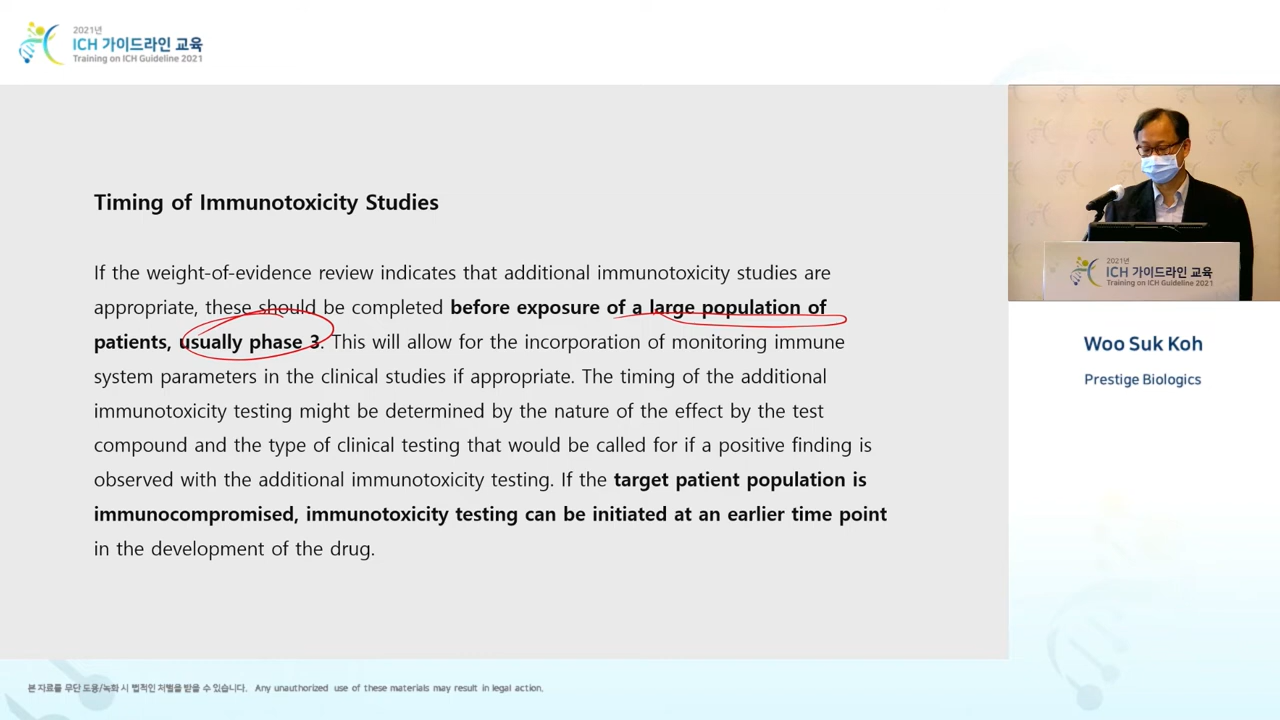 2021년
ICH 가이드라인 교육
Training on ICH Guideline 2021
Timing of Immunotoxicity Studies
If the weight-of-evidence review indicates that additional immunotoxicity studies are
appropriate, these should be completed before exposure of a large population of
patients, usually phase 3. This will allow for the incorporation of monitoring immune
system parameters in the clinical studies if appropriate. The timing of the additional
immunotoxicity testing might be determined by the nature of the effect by the test
compound and the type of clinical testing that would be called for if a positive finding is
observed with the additional immunotoxicity testing. If the target patient population is
immunocompromised, immunotoxicity testing can be initiated at an earlier time point
in the development of the drug.
2021년
ICH 가이드라인 교육
Training on ICH Guideline 2021
Woo Suk Koh
Prestige Biologics
본 자료를 무단 도용/녹화 시 법적인 처벌을 받을 수 있습니다. Any unauthorized use of these materials may result in legal action.